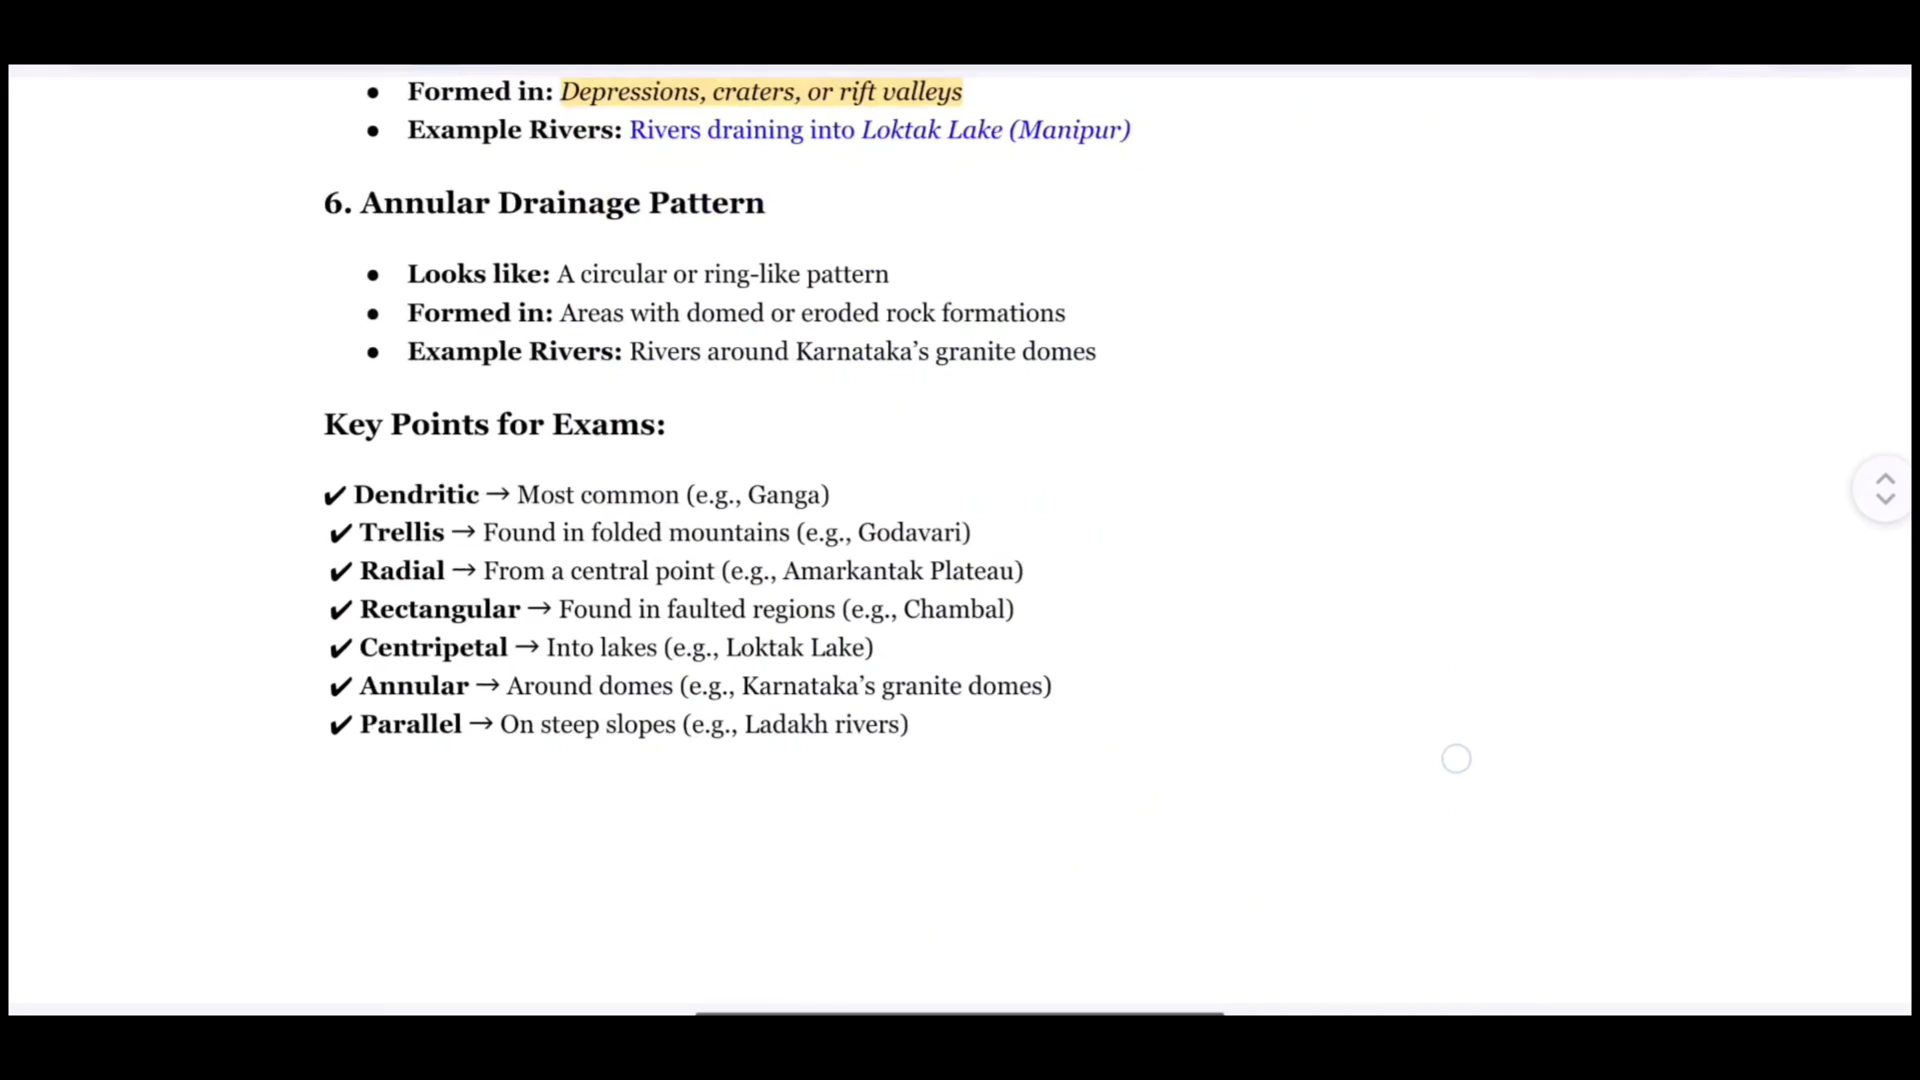 ● Formed in: Depressions, craters, or rift valleys
● Example Rivers: Rivers draining into Loktak Lake (Manipur)
6. Annular Drainage Pattern
● Looks like: A circular or ring-like pattern
● Formed in: Areas with domed or eroded rock formations
● Example Rivers: Rivers around Karnataka’s granite domes
Key Points for Exams:
✔ Dendritic → Most common (e.g., Ganga)
✔ Trellis → Found in folded mountains (e.g., Godavari)
✔ Radial → From a central point (e.g., Amarkantak Plateau)
✔ Rectangular → Found in faulted regions (e.g., Chambal)
✔ Centripetal → Into lakes (e.g., Loktak Lake)
✔ Annular → Around domes (e.g., Karnataka’s granite domes)
✔ Parallel → On steep slopes (e.g., Ladakh rivers)